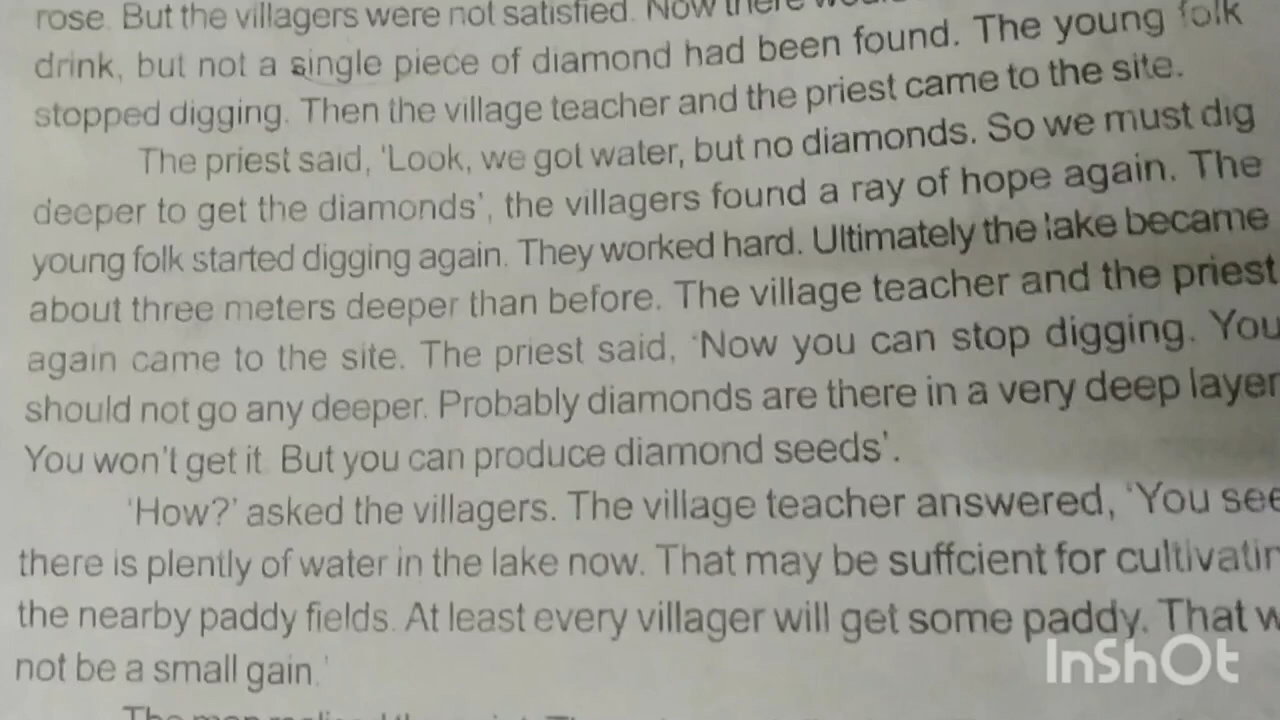 rose. But the villagers were not satisfied. Now there
drink, but not a single piece of diamond had been found. The young folk
stopped digging. Then the village teacher and the priest came to the site.
The priest said, 'Look, we got water, but no diamonds. So we must dig
deeper to get the diamonds', the villagers found a ray of hope again. The
young folk started digging again. They worked hard. Ultimately the lake became
about three meters deeper than before. The village teacher and the priest
again came to the site. The priest said, 'Now you can stop digging. You
should not go any deeper. Probably diamonds are there in a very deep layer
You won't get it. But you can produce diamond seeds'.
'How?' asked the villagers. The village teacher answered, 'You see
there is plently of water in the lake now. That may be suffcient for cultivatin
the nearby paddy fields. At least every villager will get some paddy. That w
not be a small gain.'
InShOt